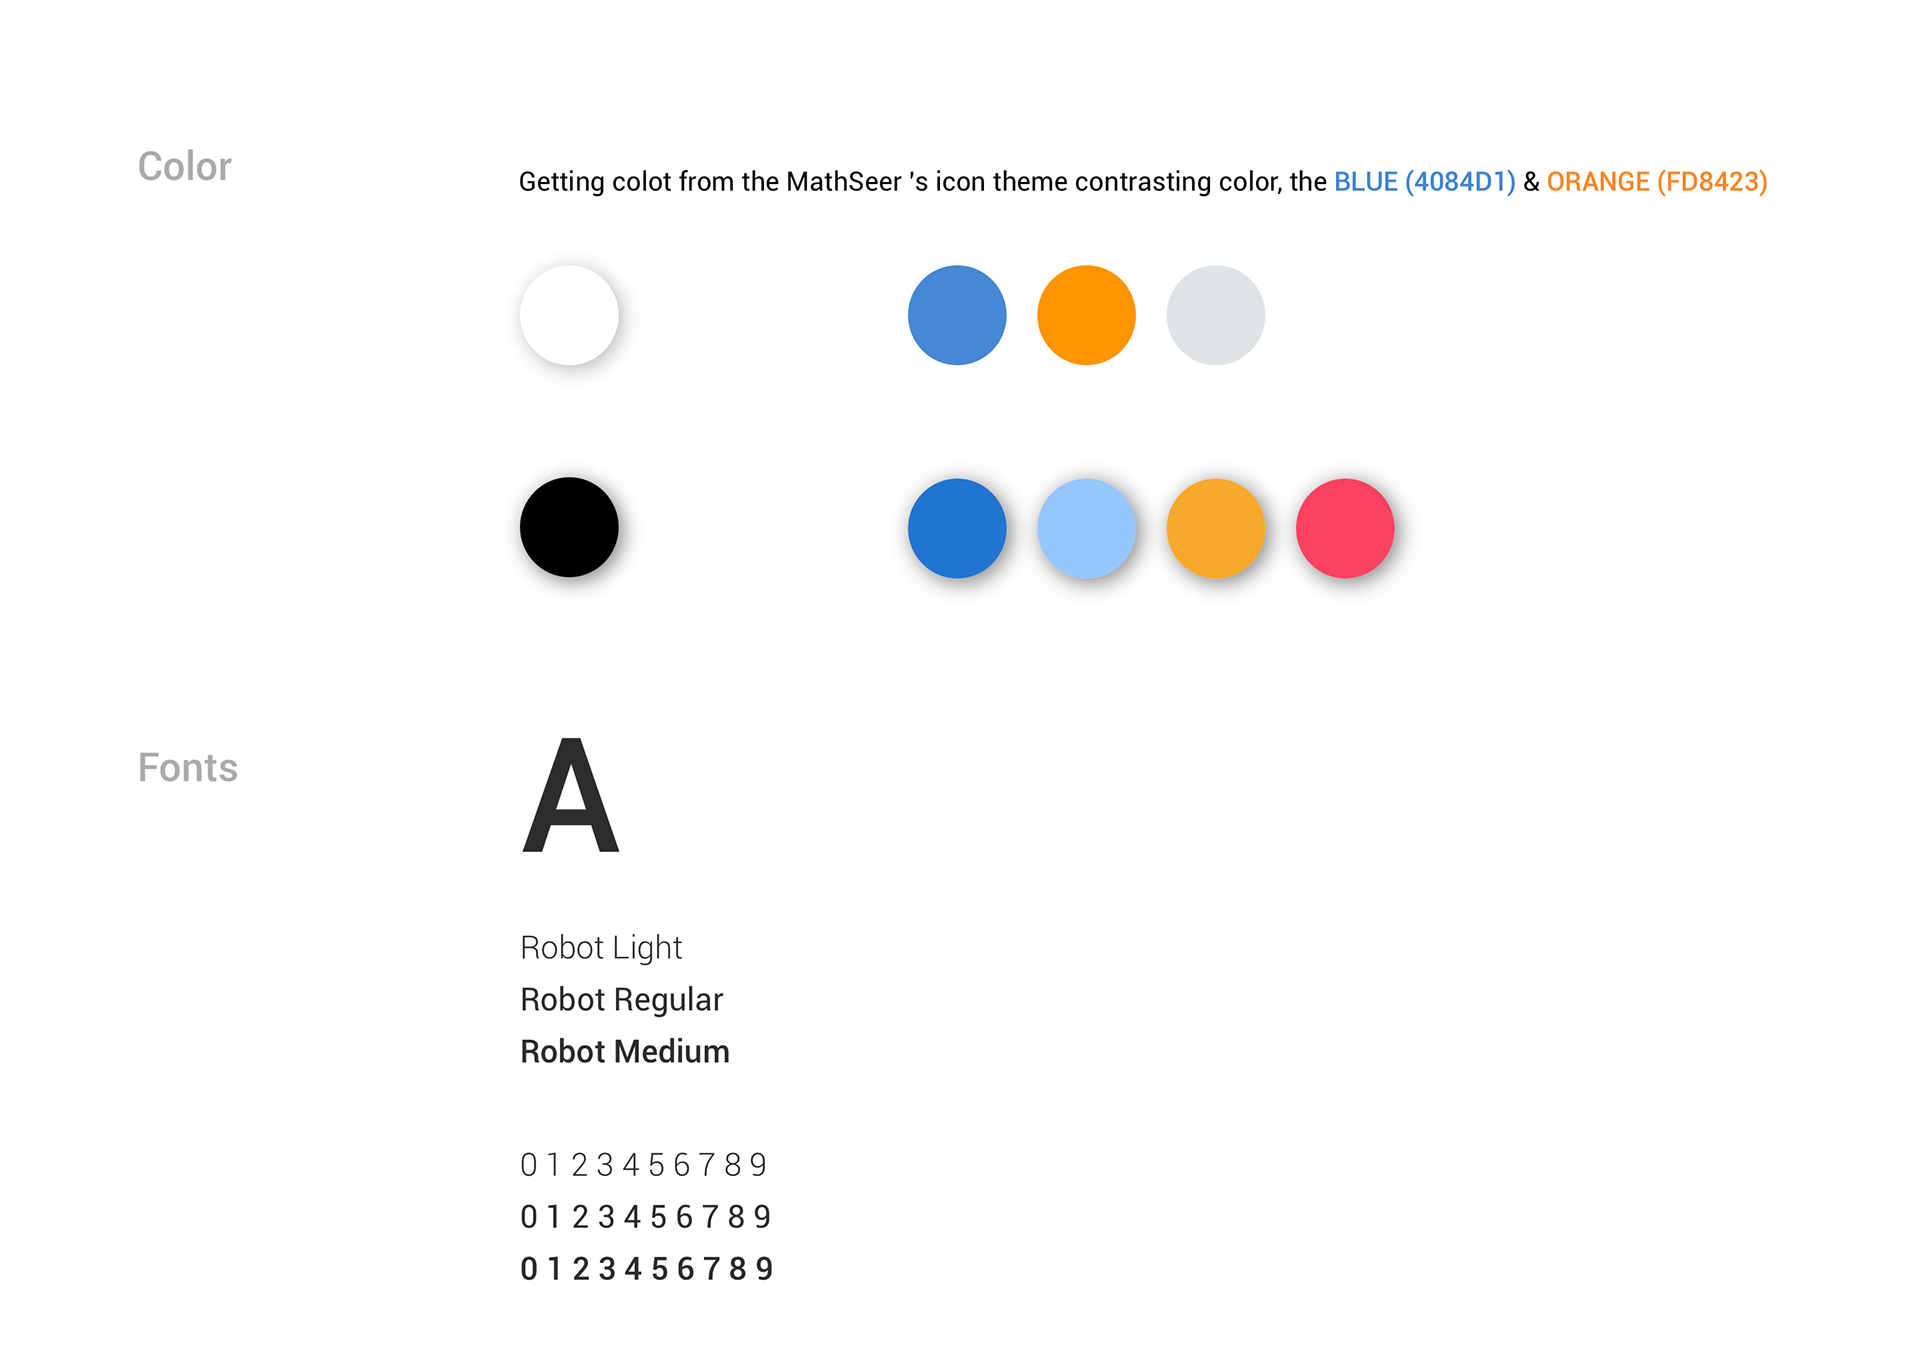 Color
Getting colot from the MathSeer 's icon theme contrasting color, the BLUE (4084D1) & ORANGE (FD8423)
Fonts
A
Robot Light
Robot Regular
Robot Medium
0 1 2 3 4 5 6 7 8 9
0 1 2 3 4 5 6 7 8 9
0 1 2 3 4 5 6 7 8 9